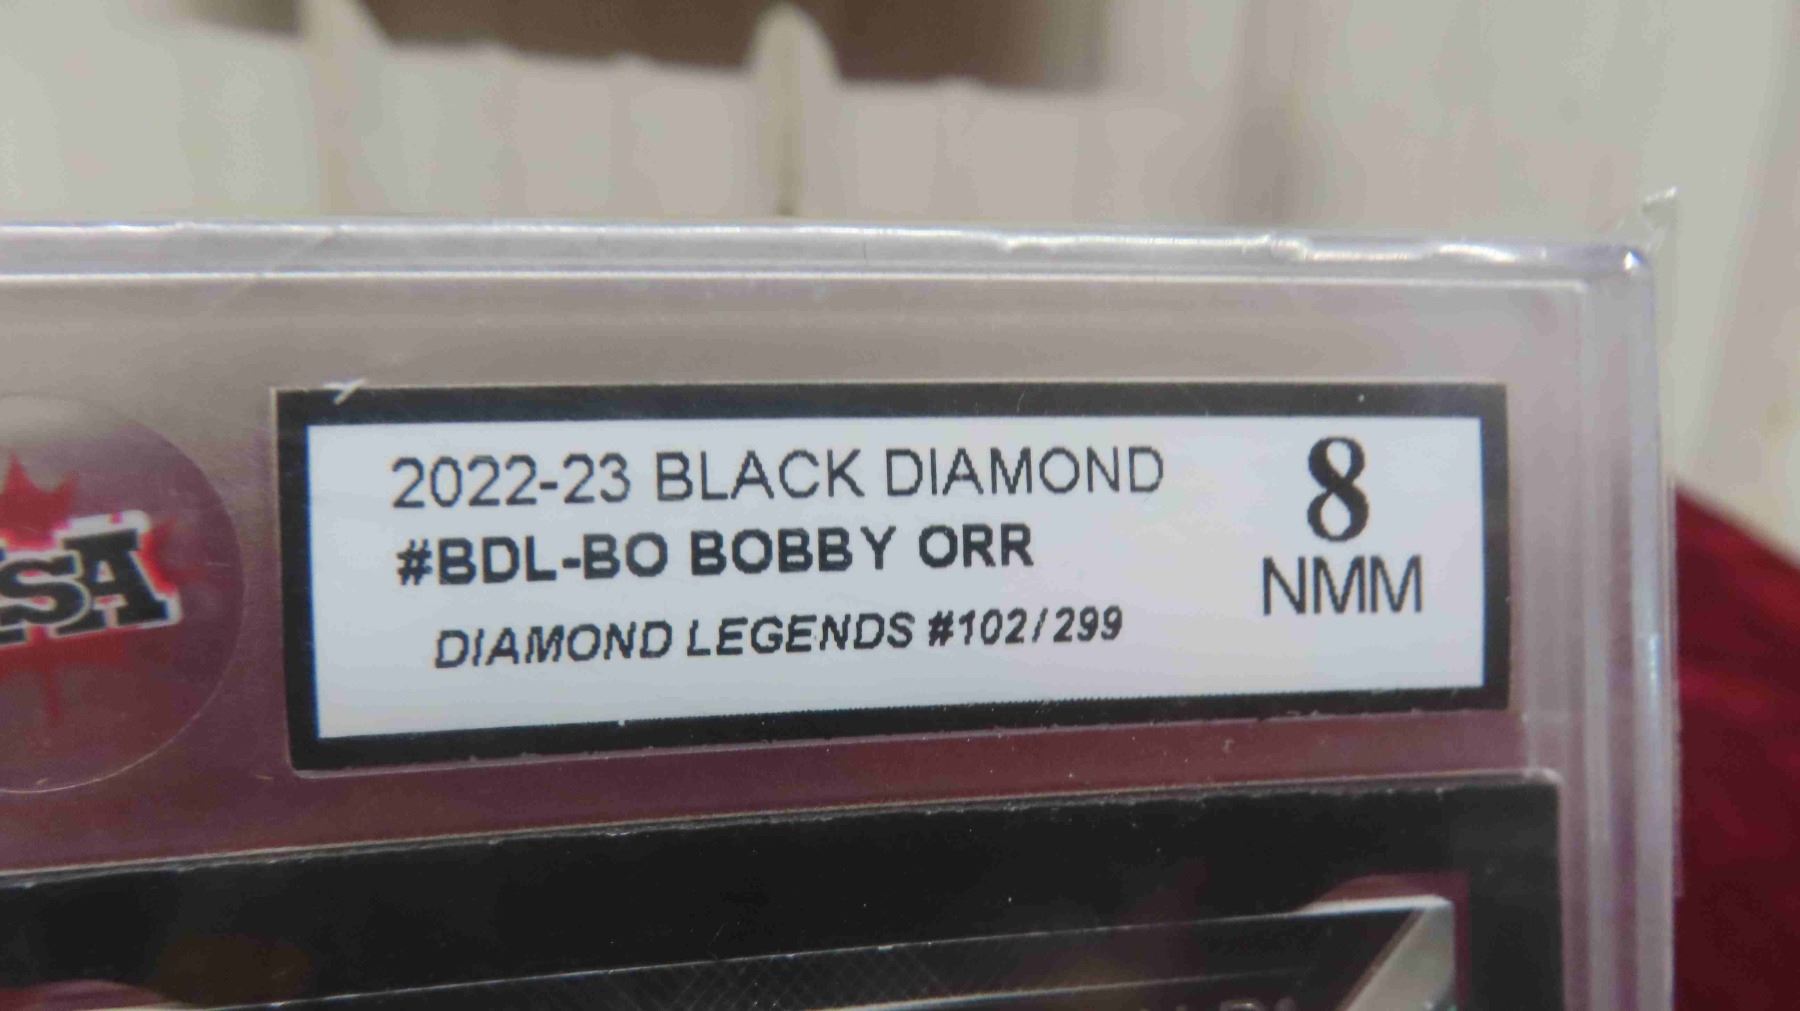 2022-23 BLACK DIAMOND
#BDL-BO BOBBY ORR
DIAMOND LEGENDS #102/299
8
NMM